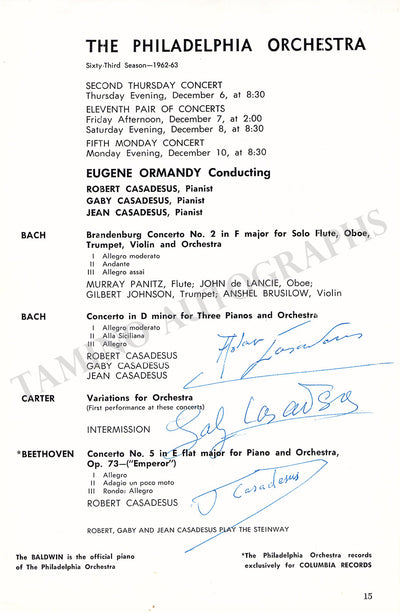 THE PHILADELPHIA ORCHESTRA
Sixty-Third Season—1962-63
SECOND THURSDAY CONCERT
Thursday Evening, December 6, at 8:30
ELEVENTH PAIR OF CONCERTS
Friday Afternoon, December 7, at 2:00
Saturday Evening, December 8, at 8:30
FIFTH MONDAY CONCERT
Monday Evening, December 10, at 8:30
EUGENE ORMANDY Conducting
ROBERT CASADESUS, Pianist
GABY CASADESUS, Pianist
JEAN CASADESUS, Pianist
BACH Brandenburg Concerto No. 2 in F major for Solo Flute, Oboe,
Trumpet, Violin and Orchestra
I Allegro moderato
II Andante
III Allegro assai
MURRAY PANITZ, Flute; JOHN de LANCIE, Oboe;
GILBERT JOHNSON, Trumpet; ANSHEL BRUSILOW, Violin
BACH Concerto in D minor for Three Pianos and Orchestra
I Allegro moderato
II Alla Siciliana
III Allegro
ROBERT CASADESUS
GABY CASADESUS
JEAN CASADESUS
Casadesus
CARTER Variations for Orchestra
(First performance at these concerts)
Gaby Casadesus
INTERMISSION
*BEETHOVEN Concerto No. 5 in E flat major for Piano and Orchestra,
Op. 73—("Emperor")
I Allegro
II Adagio un poco moto
III Rondo: Allegro
ROBERT CASADESUS
J Casadesus
ROBERT, GABY AND JEAN CASADESUS PLAY THE STEINWAY
The BALDWIN is the official piano
of The Philadelphia Orchestra
*The Philadelphia Orchestra records
exclusively for COLUMBIA RECORDS
15
TAMINO AUTOGRAPHS